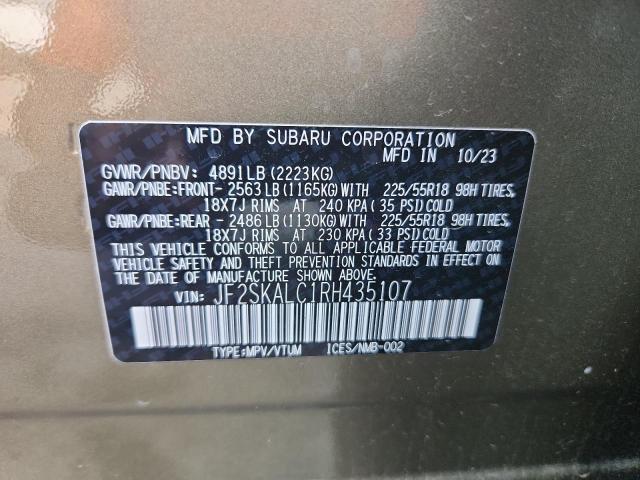 MFD BY SUBARU CORPORATION
MFD IN 10/23
GVWR/PNBV: 4891LB (2223KG)
GAWR/PNBE:FRONT- 2563LB(1165KG)WITH 225/55R18 98H TIRES,
18X7J RIMS AT 240 KPA (35 PSI) COLD
GAWR/PNBE:REAR - 2486LB(1130KG)WITH 225/55R18 98H TIRES,
18X7J RIMS AT 230 KPA (33 PSI) COLD
THIS VEHICLE CONFORMS TO ALL APPLICABLE FEDERAL MOTOR
VEHICLE SAFETY AND THEFT PREVENTION STANDARDS IN EFFECT ON
THE DATE OF MANUFACTURE SHOWN ABOVE.
VIN: JF2SKALC1RH435107
TYPE:MPV/VTUM ICES/NMB-002